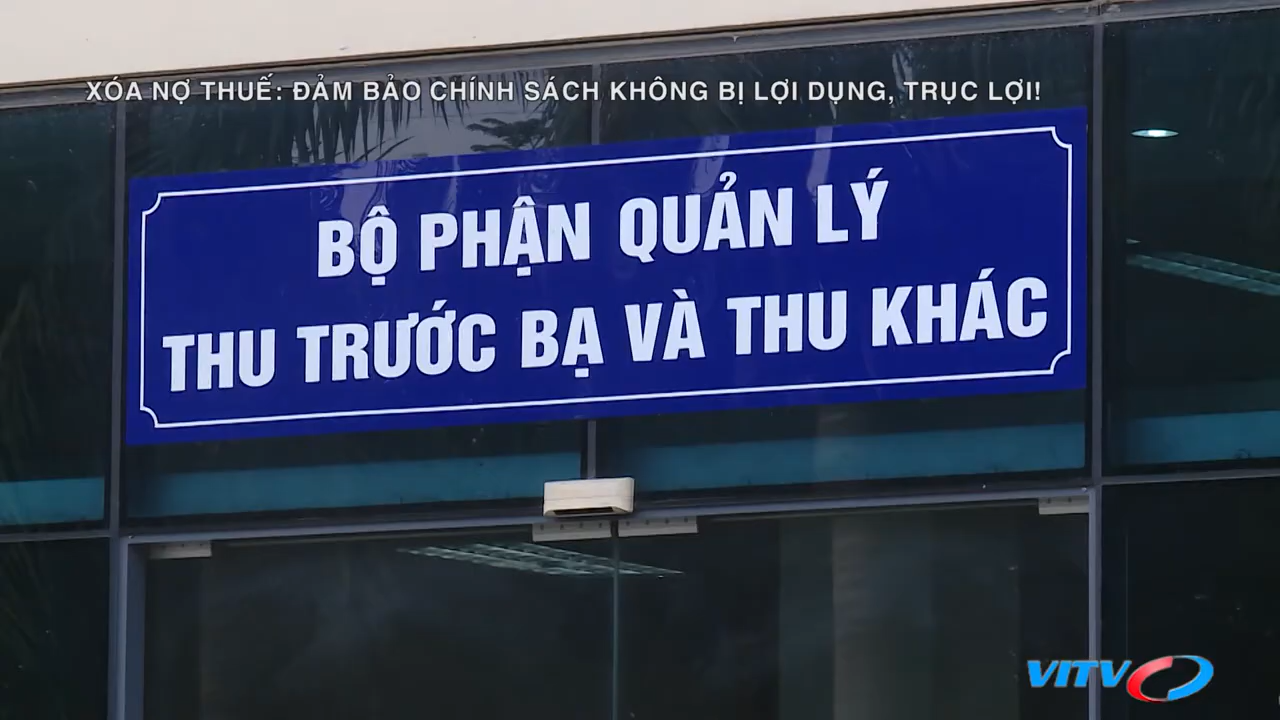 XÓA NỢ THUẾ: ĐẢM BẢO CHÍNH SÁCH KHÔNG BỊ LỢI DỤNG, TRỤC LỢI!
BỘ PHẬN QUẢN LÝ
THU TRƯỚC BẠ VÀ THU KHÁC
VITV